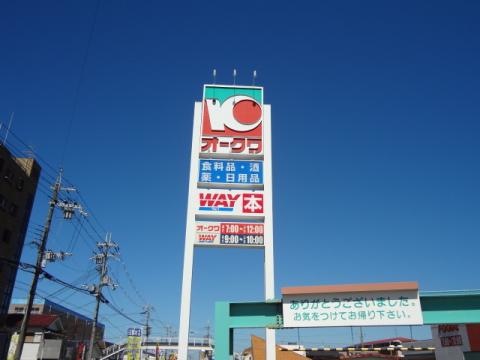 オークワ
食料品・酒
薬・日用品
WAY 本
オークワ 7:00~12:00
WAY 9:00~10:00
ありがとうございました。
お気をつけてお帰り下さい。